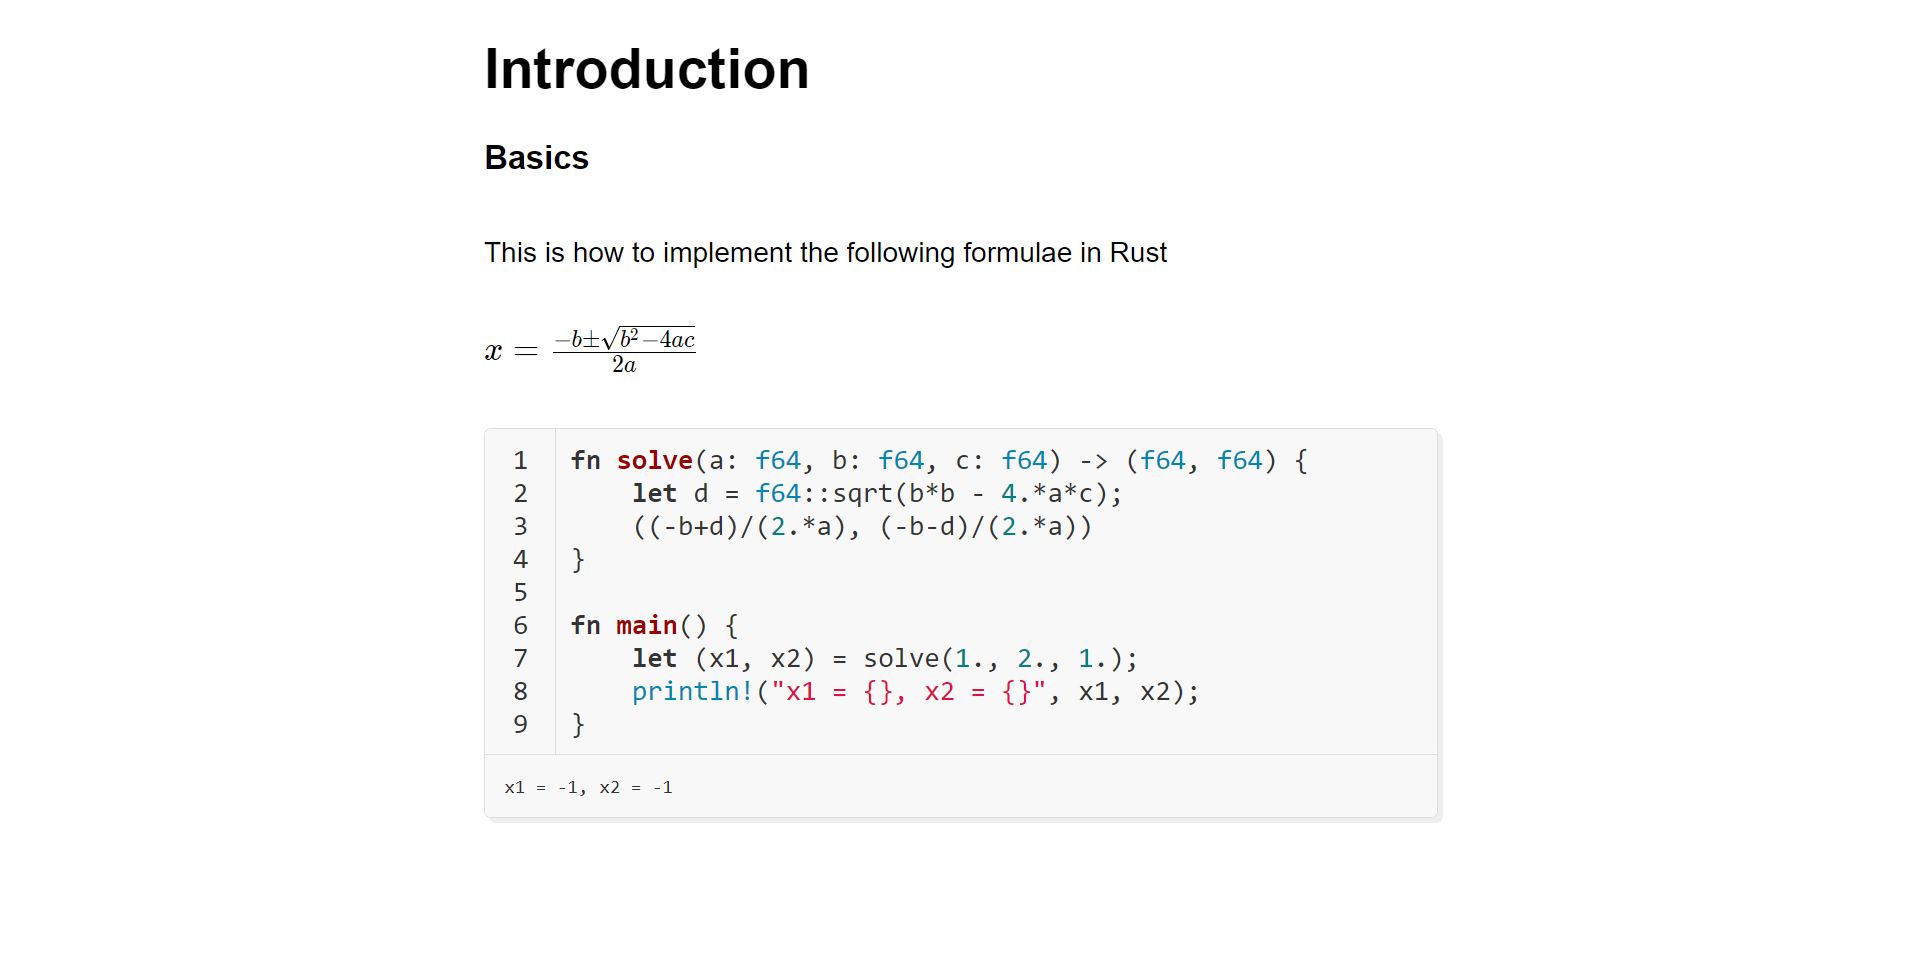 Introduction
Basics
This is how to implement the following formulae in Rust
x = \frac{-b \pm \sqrt{b^2 - 4ac}}{2a}
1 fn solve(a: f64, b: f64, c: f64) -> (f64, f64) {
2     let d = f64::sqrt(b*b - 4.*a*c);
3     ((-b+d)/(2.*a), (-b-d)/(2.*a))
4 }
5
6 fn main() {
7     let (x1, x2) = solve(1., 2., 1.);
8     println!("x1 = {}, x2 = {}", x1, x2);
9 }
x1 = -1, x2 = -1